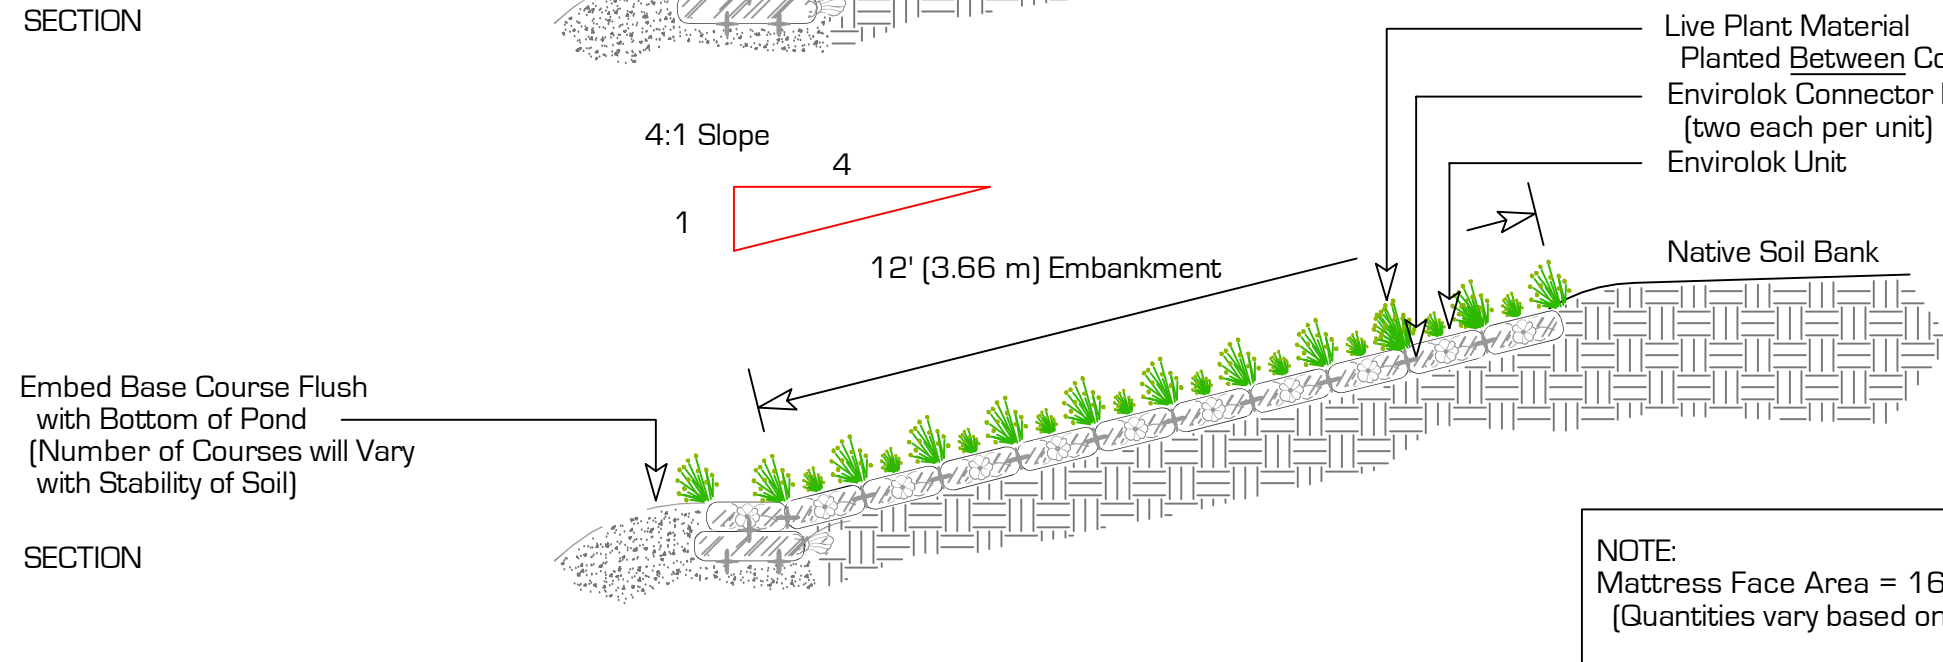 SECTION
Live Plant Material
Planted Between
Envirolok Connector
(two each per unit)
Envirolok Unit
4:1 Slope
4
1
12' (3.66 m) Embankment
Native Soil Bank
Embed Base Course Flush
with Bottom of Pond
(Number of Courses will Vary
with Stability of Soil)
SECTION
NOTE:
Mattress Face Area = 16
(Quantities vary based on